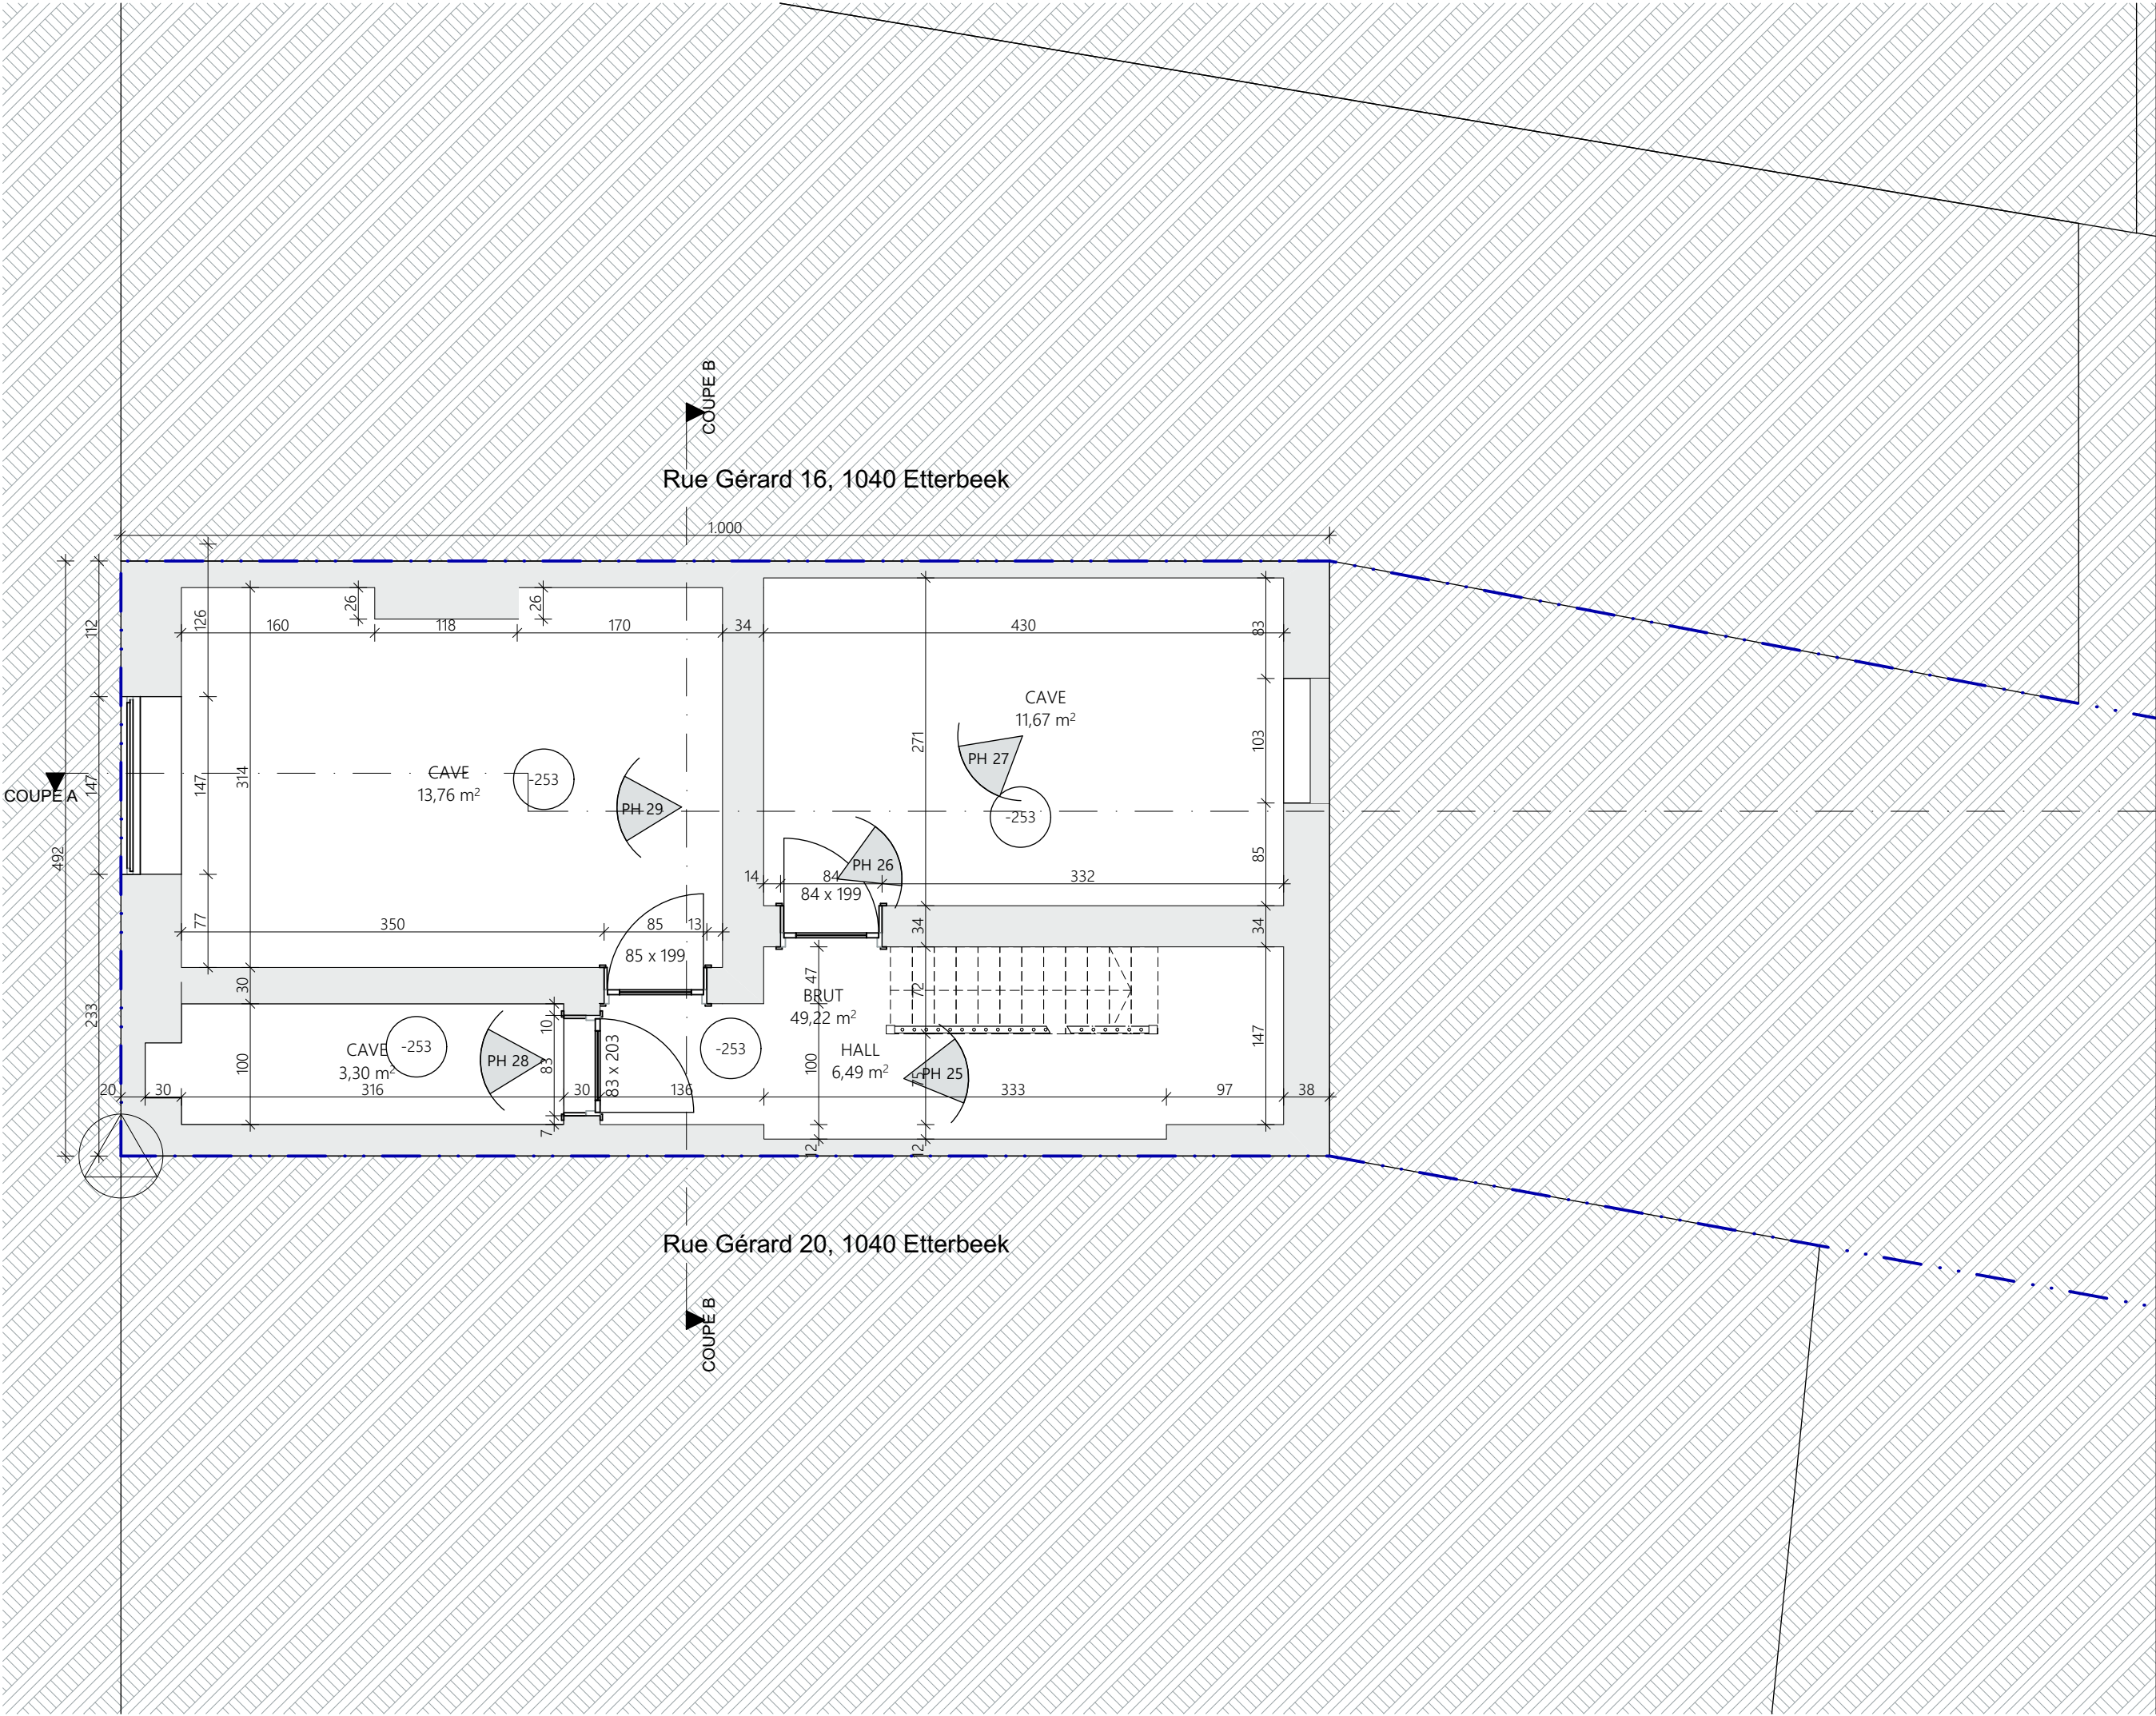 COUPE B
Rue Gérard 16, 1040 Etterbeek
1.000
26
26
126
112
160
118
170
34
430
83
CAVE
11,67 m²
271
103
PH 27
147
147
314
CAVE
13,76 m²
-253
PH 29
COUPE A
-253
492
85
PH 26
14
84
332
84 x 199
77
350
85
13
34
34
85 x 199
30
47
72
BRUT
49,22 m²
233
10
-253
-253
CAVE
3,30 m²
PH 28
83
83 x 203
100
100
HALL
6,49 m²
75
PH 25
147
20
30
316
30
136
333
97
38
7
12
12
Rue Gérard 20, 1040 Etterbeek
COUPE B